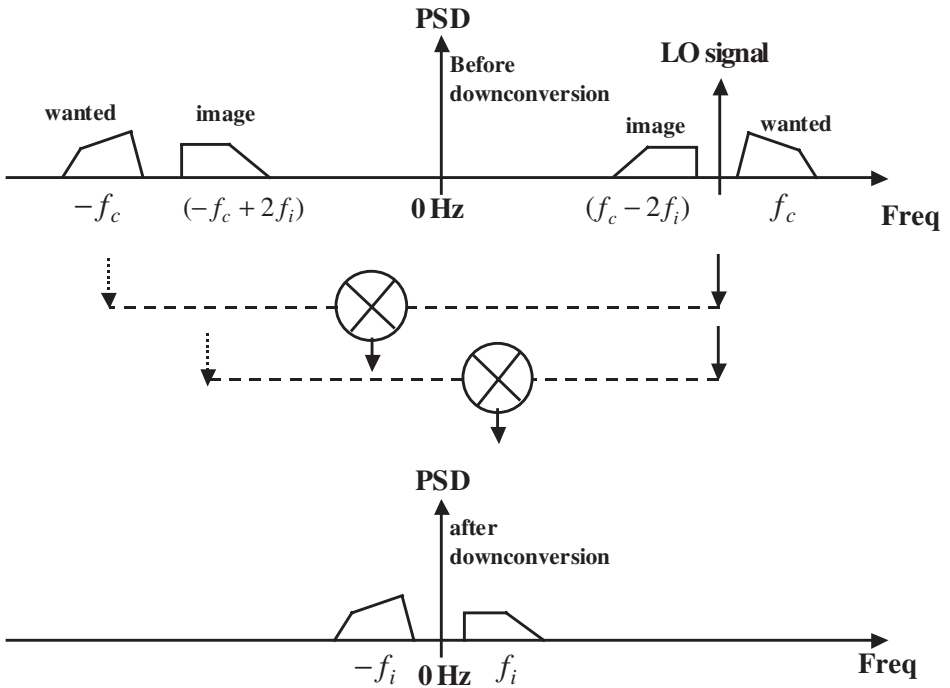 PSD
LO signal
Before
downconversion
wanted
image
image
wanted
−f_c
(−f_c + 2f_i)
0 Hz
(f_c − 2f_i)
f_c
Freq
PSD
after
downconversion
−f_i
0 Hz
f_i
Freq